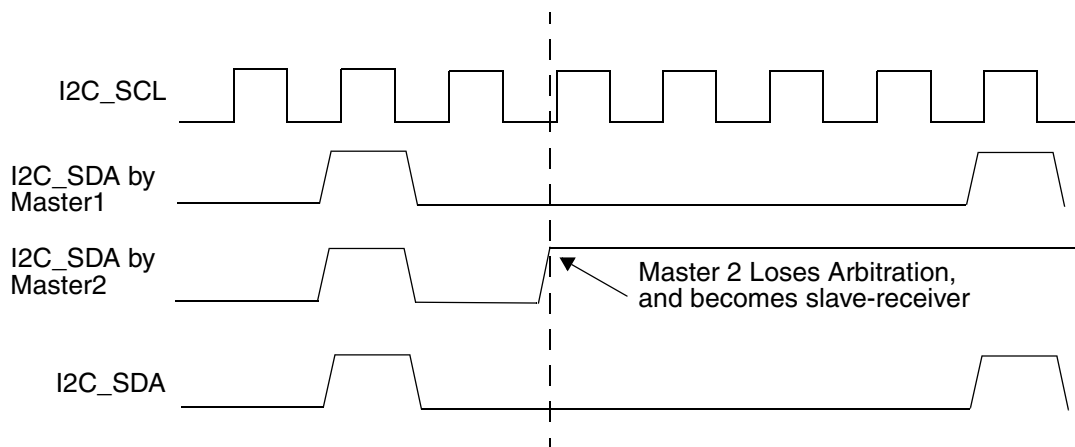 I2C_SCL
I2C_SDA by
Master1
I2C_SDA by
Master2
Master 2 Loses Arbitration,
and becomes slave-receiver
I2C_SDA